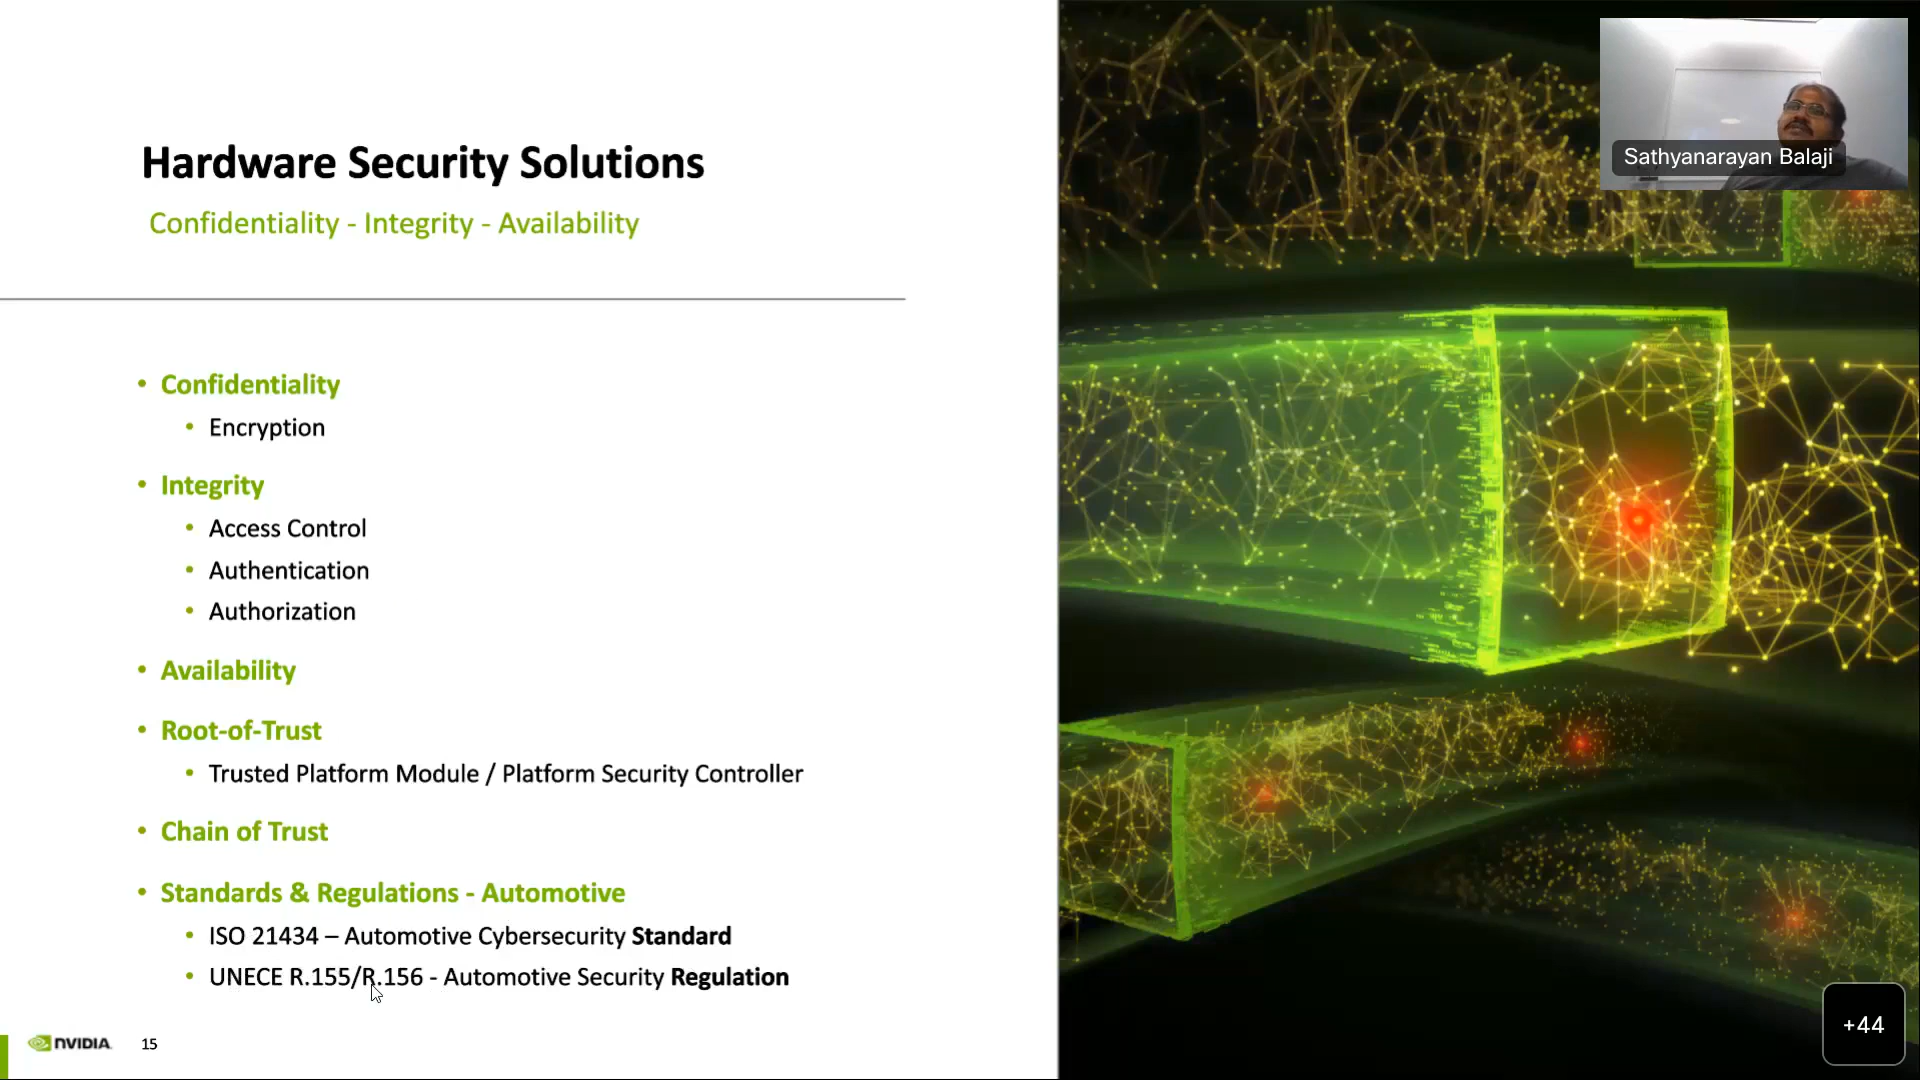 Hardware Security Solutions
Confidentiality - Integrity - Availability
• Confidentiality
• Encryption
• Integrity
• Access Control
• Authentication
• Authorization
• Availability
• Root-of-Trust
• Trusted Platform Module / Platform Security Controller
• Chain of Trust
• Standards & Regulations - Automotive
• ISO 21434 – Automotive Cybersecurity Standard
• UNECE R.155/R.156 - Automotive Security Regulation
NVIDIA
15
Sathyanarayan Balaji
+44